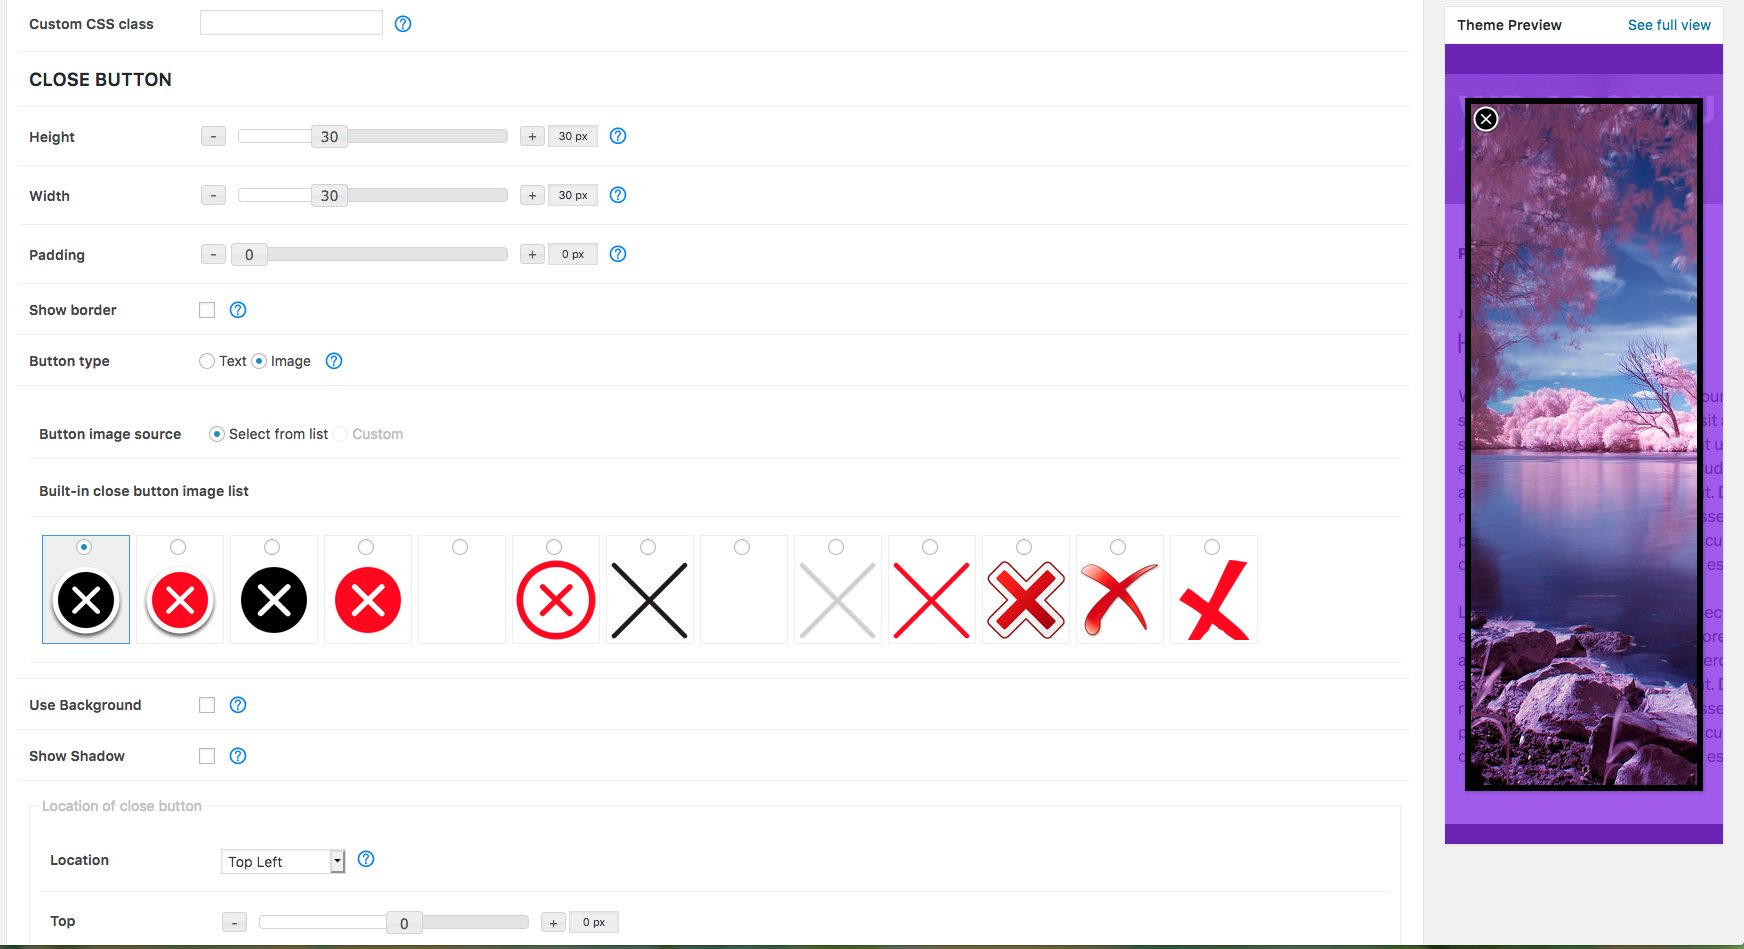 Custom CSS class
CLOSE BUTTON
Height - 30 + 30 px
Width - 30 + 30 px
Padding - 0 + 0 px
Show border
Button type Text Image
Button image source Select from list Custom
Built-in close button image list
Use Background
Show Shadow
Location of close button
Location Top Left
Top - 0 + 0 px
Theme Preview See full view